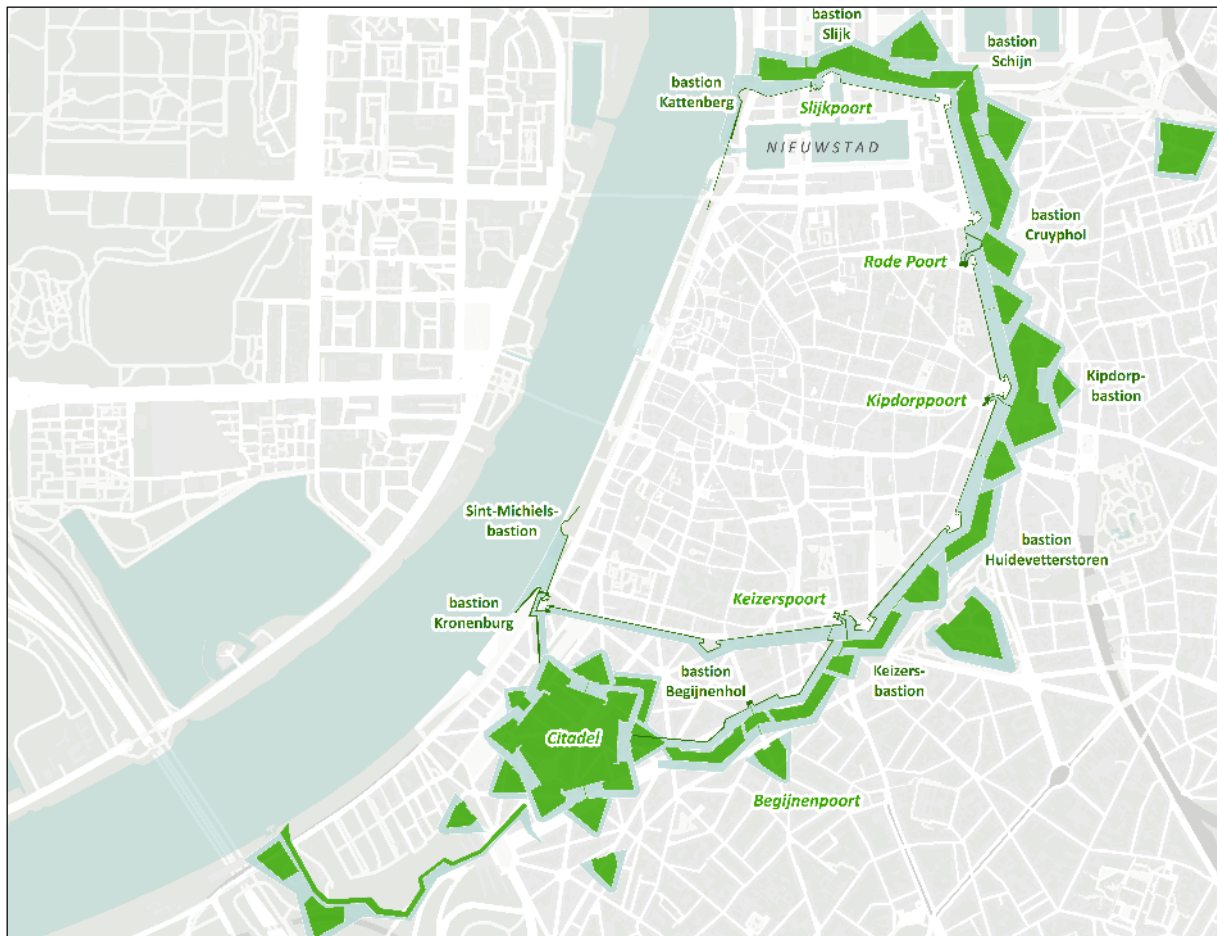 bastion
Slijk
bastion
Schijn
bastion
Kattenberg
Slijkpoort
NIEUWSTAD
bastion
Cruyphol
Rode Poort
Kipdorp-
bastion
Kipdorppoort
Sint-Michiels-
bastion
bastion
Huidevetterstoren
Keizerspoort
bastion
Kronenburg
bastion
Begijnenhol
Keizers-
bastion
Citadel
Begijnenpoort